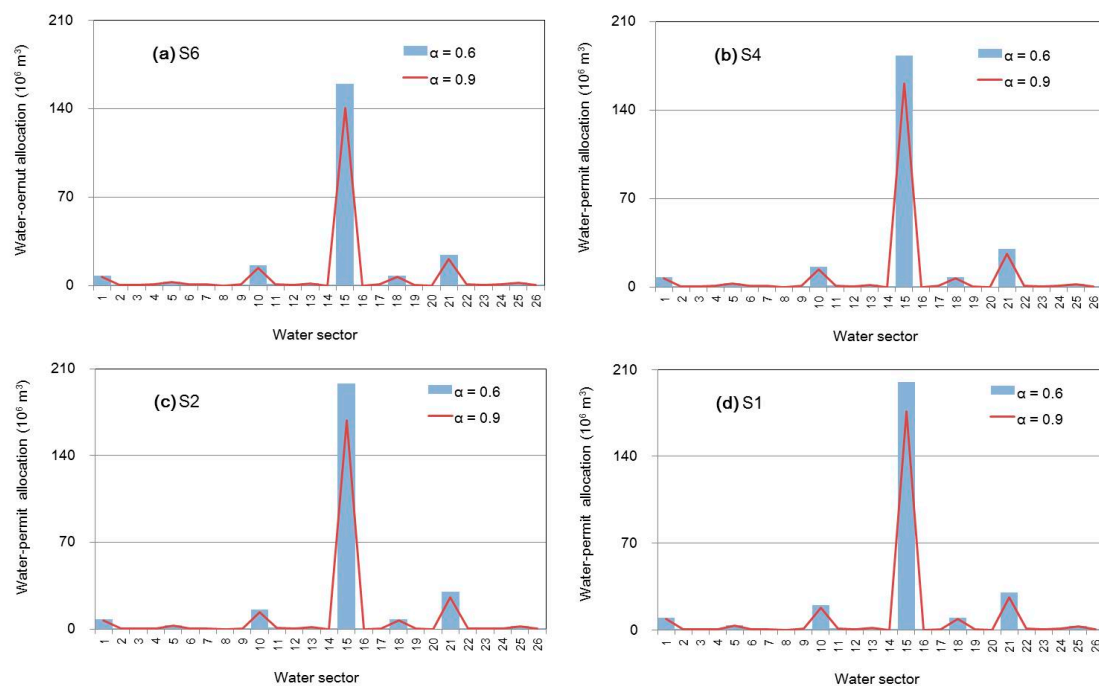 210
140
70
0
Water-oernut allocation (10⁶ m³)
(a) S6
α = 0.6
α = 0.9
1 2 3 4 5 6 7 8 9 10 11 12 13 14 15 16 17 18 19 20 21 22 23 24 25 26
Water sector
210
140
70
0
Water-permit allocation (10⁶ m³)
(b) S4
α = 0.6
α = 0.9
1 2 3 4 5 6 7 8 9 10 11 12 13 14 15 16 17 18 19 20 21 22 23 24 25 26
Water sector
210
140
70
0
Water-permit allocation (10⁶ m³)
(c) S2
α = 0.6
α = 0.9
1 2 3 4 5 6 7 8 9 10 11 12 13 14 15 16 17 18 19 20 21 22 23 24 25 26
Water sector
210
140
70
0
Water-permit allocation (10⁶ m³)
(d) S1
α = 0.6
α = 0.9
1 2 3 4 5 6 7 8 9 10 11 12 13 14 15 16 17 18 19 20 21 22 23 24 25 26
Water sector